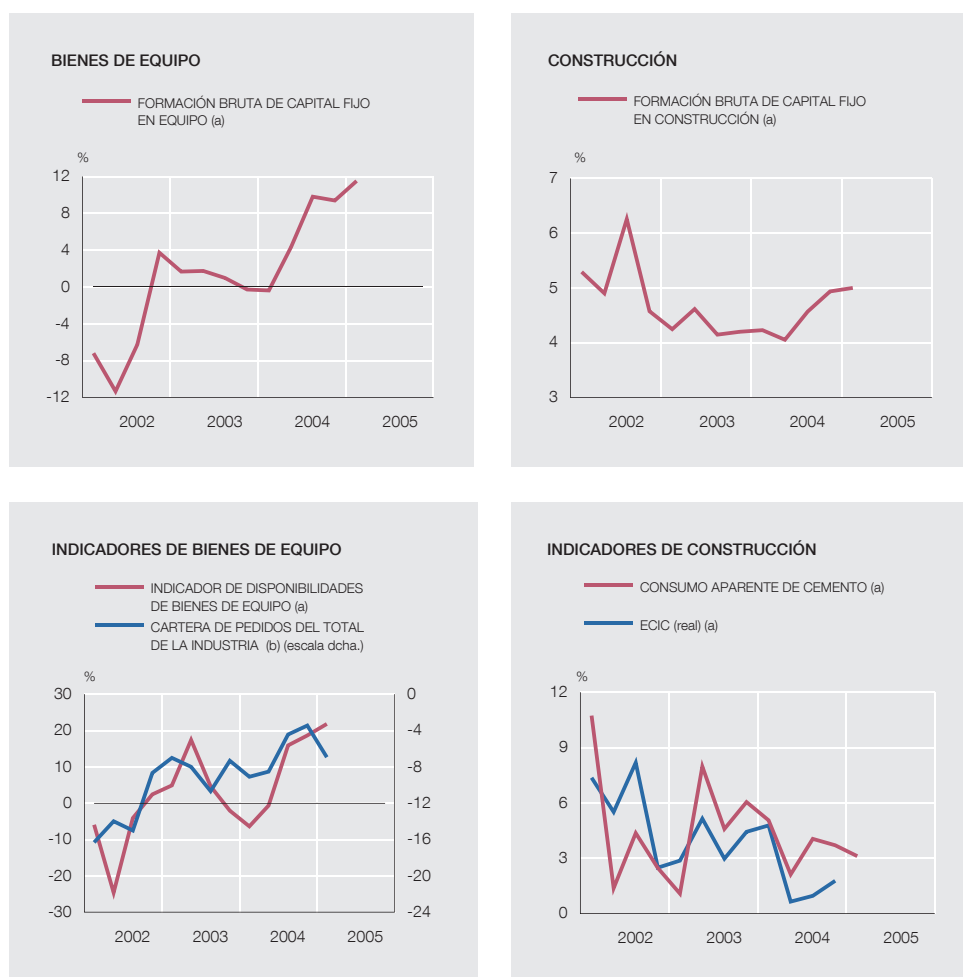 BIENES DE EQUIPO
FORMACIÓN BRUTA DE CAPITAL FIJO
EN EQUIPO (a)
%
12
8
4
0
-4
-8
-12
2002 2003 2004 2005
CONSTRUCCIÓN
FORMACIÓN BRUTA DE CAPITAL FIJO
EN CONSTRUCCIÓN (a)
%
7
6
5
4
3
2002 2003 2004 2005
INDICADORES DE BIENES DE EQUIPO
INDICADOR DE DISPONIBILIDADES
DE BIENES DE EQUIPO (a)
CARTERA DE PEDIDOS DEL TOTAL
DE LA INDUSTRIA (b) (escala dcha.)
%
30 0
20 -4
10 -8
0 -12
-10 -16
-20 -20
-30 -24
2002 2003 2004 2005
INDICADORES DE CONSTRUCCIÓN
CONSUMO APARENTE DE CEMENTO (a)
ECIC (real) (a)
%
12
9
6
3
0
2002 2003 2004 2005